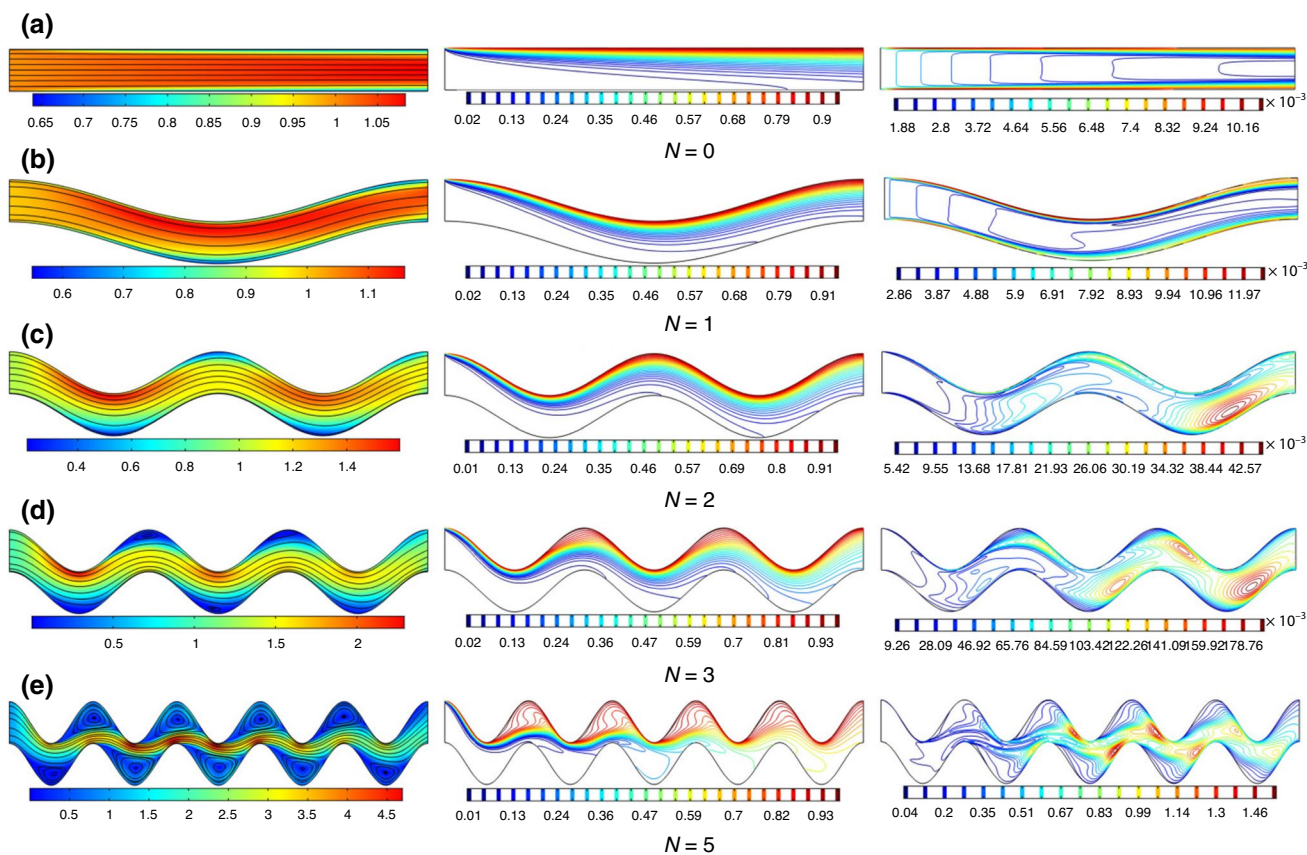 (a)
0.65 0.7 0.75 0.8 0.85 0.9 0.95 1 1.05
0.02 0.13 0.24 0.35 0.46 0.57 0.68 0.79 0.9
× 10⁻³
1.88 2.8 3.72 4.64 5.56 6.48 7.4 8.32 9.24 10.16
N = 0
(b)
0.6 0.7 0.8 0.9 1 1.1
0.02 0.13 0.24 0.35 0.46 0.57 0.68 0.79 0.91
× 10⁻³
2.86 3.87 4.88 5.9 6.91 7.92 8.93 9.94 10.96 11.97
N = 1
(c)
0.4 0.6 0.8 1 1.2 1.4
0.01 0.13 0.24 0.35 0.46 0.57 0.69 0.8 0.91
× 10⁻³
5.42 9.55 13.68 17.81 21.93 26.06 30.19 34.32 38.44 42.57
N = 2
(d)
0.5 1 1.5 2
0.02 0.13 0.24 0.36 0.47 0.59 0.7 0.81 0.93
× 10⁻³
9.26 28.09 46.92 65.76 84.59 103.42 122.26 141.09 159.92 178.76
N = 3
(e)
0.5 1 1.5 2 2.5 3 3.5 4 4.5
0.01 0.13 0.24 0.36 0.47 0.59 0.7 0.82 0.93
0.04 0.2 0.35 0.51 0.67 0.83 0.99 1.14 1.3 1.46
N = 5